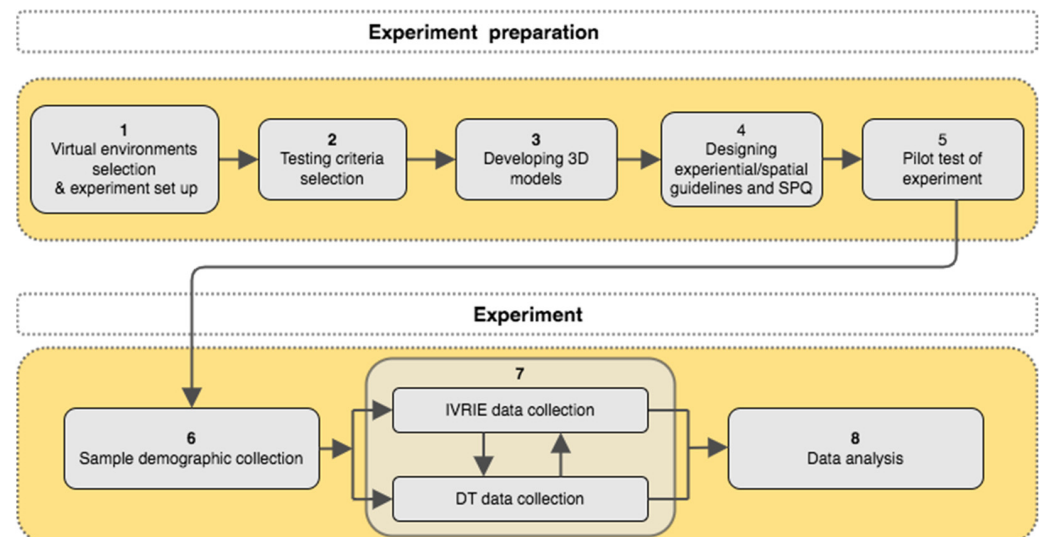 Experiment preparation
1
Virtual environments
selection
& experiment set up
2
Testing criteria
selection
3
Developing 3D
models
4
Designing
experiential/spatial
guidelines and SPQ
5
Pilot test of
experiment
Experiment
6
Sample demographic collection
7
IVRIE data collection
DT data collection
8
Data analysis